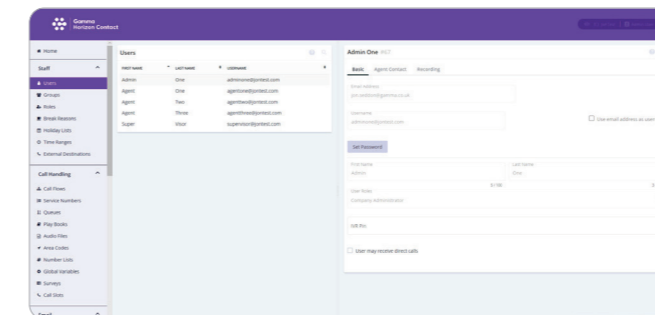 Gamma
Horizon Contact
Home
Staff
Users
Groups
Roles
Break Reasons
Holiday Lists
Time Ranges
External Destinations
Call Handling
Call Flows
Service Numbers
Queues
Play Books
Audio Files
Area Codes
Number Lists
Global Variables
Surveys
Call Slots
Email
Users
FIRST NAME LAST NAME USERNAME
Admin One adminone@jontest.com
Agent One agentone@jontest.com
Agent Two agenttwo@jontest.com
Agent Three agentthree@jontest.com
Super Visor supervisor@jontest.com
Admin One
Basic Agent Contact Recording
Email Address
Username
adminone@jontest.com
Use email address as user
Set Password
First Name Last Name
Admin One
User Roles
Company Administrator
Job Bio
User may receive direct calls